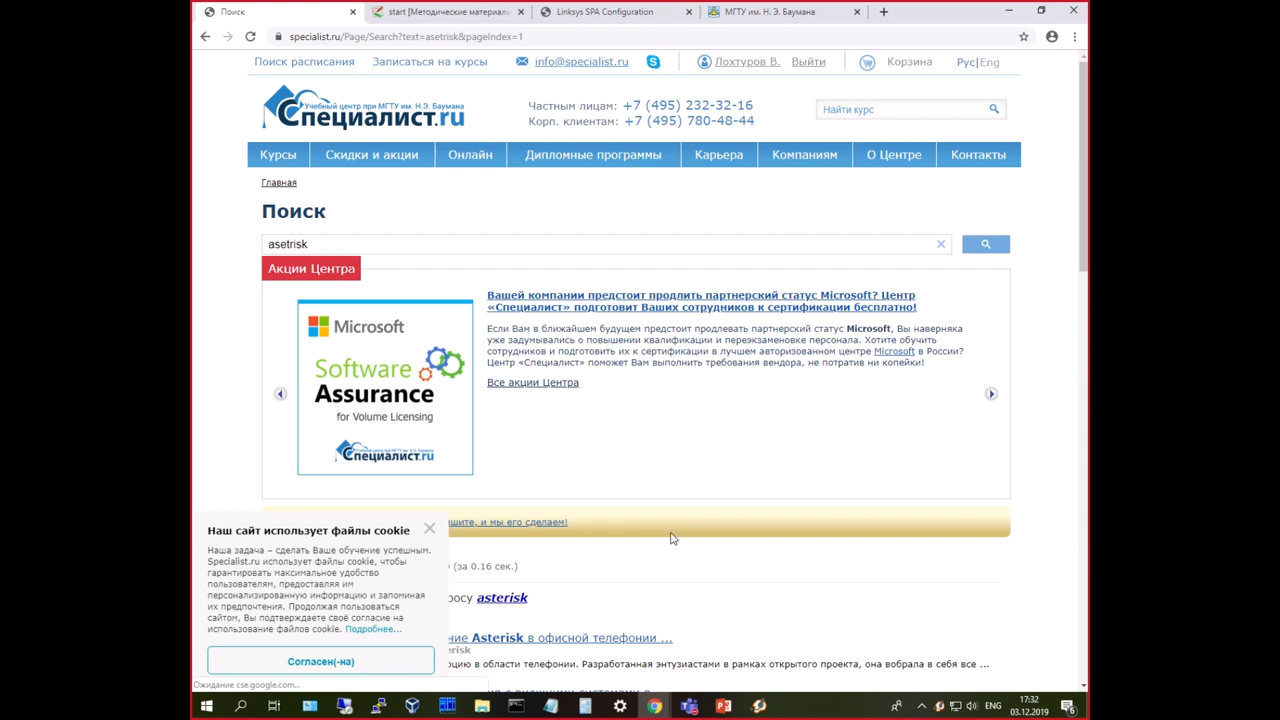 Поиск
start [Методические материал
Linksys SPA Configuration
МГТУ им. Н. Э. Баумана
specialist.ru/Page/Search?text=asetrisk&pageIndex=1
Поиск расписания
Записаться на курсы
info@specialist.ru
Лохтуров В.
Выйти
Корзина
Рус|Eng
Учебный центр при МГТУ им. Н.Э. Баумана
Специалист.ru
Частным лицам: +7 (495) 232-32-16
Корп. клиентам: +7 (495) 780-48-44
Найти курс
Курсы
Скидки и акции
Онлайн
Дипломные программы
Карьера
Компаниям
О Центре
Контакты
Главная
Поиск
asetrisk
Акции Центра
Microsoft
Software
Assurance
for Volume Licensing
Специалист.ru
Вашей компании предстоит продлить партнерский статус Microsoft? Центр
«Специалист» подготовит Ваших сотрудников к сертификации бесплатно!
Если Вам в ближайшем будущем предстоит продлевать партнерский статус Microsoft, Вы наверняка
уже задумывались о повышении квалификации и переэкзаменовке персонала. Хотите обучить
сотрудников и подготовить их к сертификации в лучшем авторизованном центре Microsoft в России?
Центр «Специалист» поможет Вам выполнить требования вендора, не потратив ни копейки!
Все акции Центра
шите, и мы его сделаем!
(за 0.16 сек.)
росу asterisk
ние Asterisk в офисной телефонии ...
erisk
цию в области телефонии. Разработанная энтузиастами в рамках открытого проекта, она вобрала в себя все ...
Наш сайт использует файлы cookie
Наша задача – сделать Ваше обучение успешным.
Specialist.ru использует файлы cookie, чтобы
гарантировать максимальное удобство
пользователям, предоставляя им
персонализированную информацию и запоминая
их предпочтения. Продолжая пользоваться
сайтом, Вы подтверждаете своё согласие на
использование файлов cookie. Подробнее...
Согласен(-на)
Ожидание cse.google.com...
ENG
17:32
03.12.2019
6